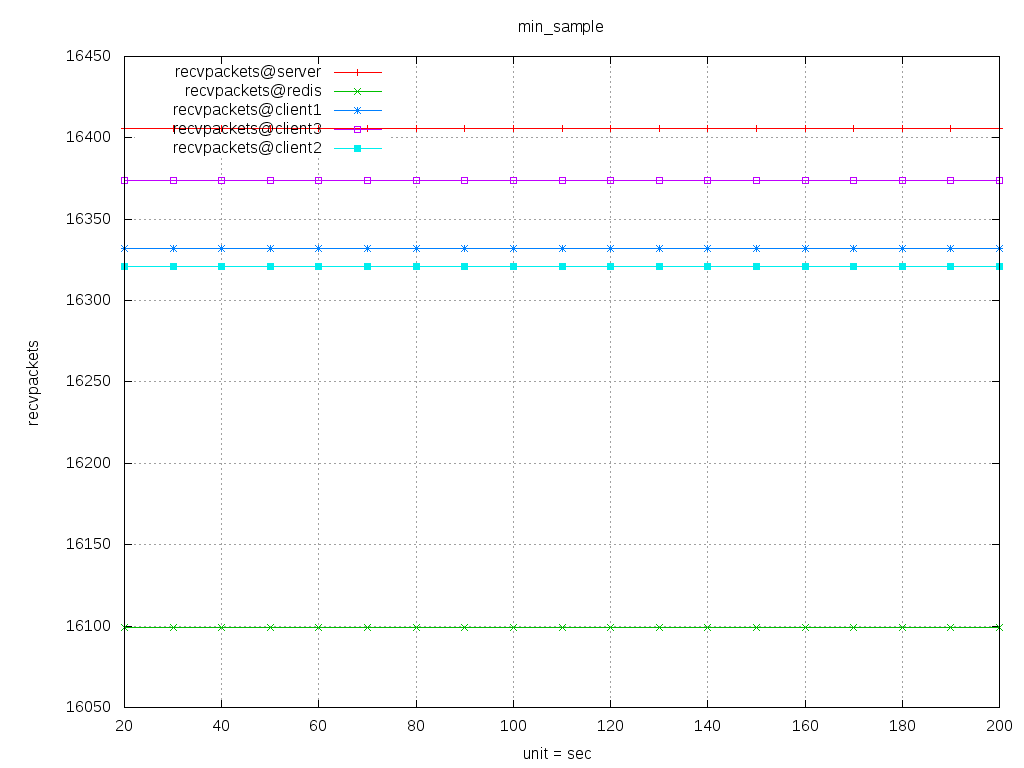 min_sample
16450
16400
16350
16300
16250
16200
16150
16100
16050
recvpackets
recvpackets@server
recvpackets@redis
recvpackets@client1
recvpackets@client3
recvpackets@client2
20 40 60 80 100 120 140 160 180 200
unit = sec